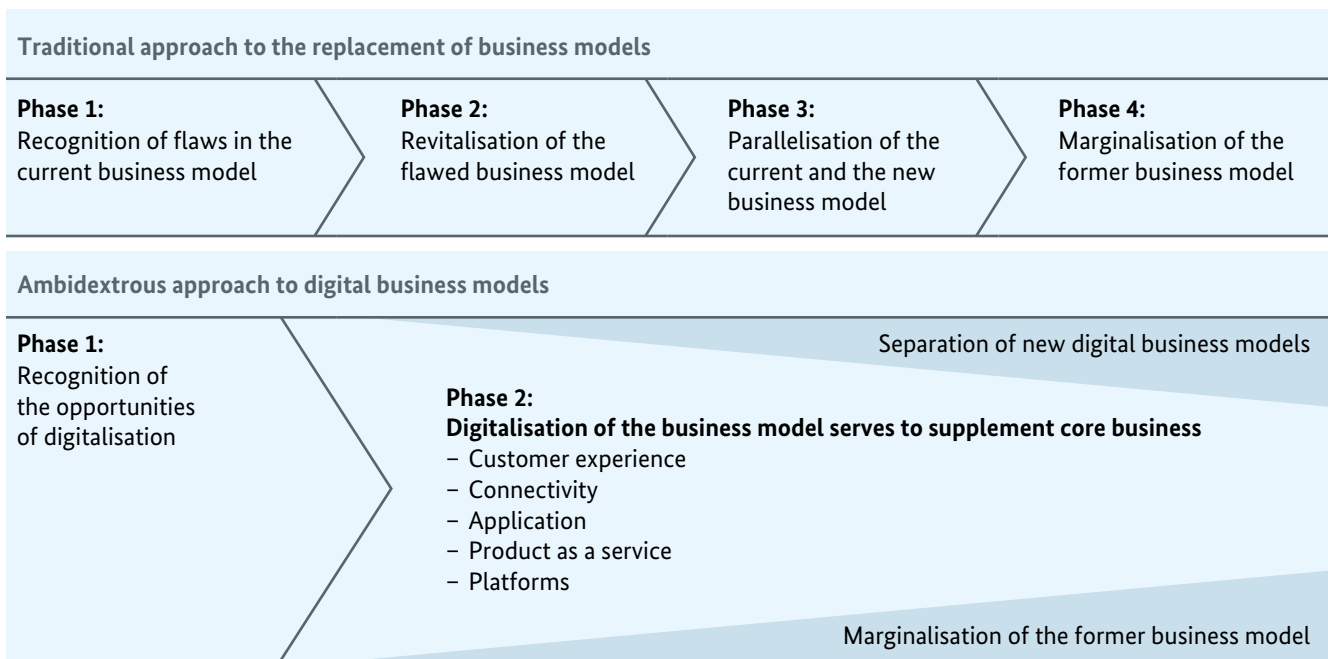 Traditional approach to the replacement of business models
Phase 1:
Recognition of flaws in the
current business model
Phase 2:
Revitalisation of the
flawed business model
Phase 3:
Parallelisation of the
current and the new
business model
Phase 4:
Marginalisation of the
former business model
Ambidextrous approach to digital business models
Phase 1:
Recognition of
the opportunities
of digitalisation
Separation of new digital business models
Phase 2:
Digitalisation of the business model serves to supplement core business
– Customer experience
– Connectivity
– Application
– Product as a service
– Platforms
Marginalisation of the former business model